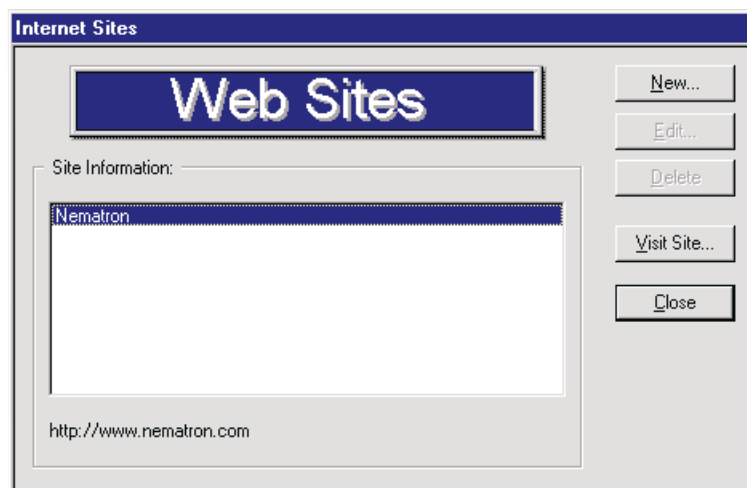 Internet Sites
Web Sites
Site Information:
Nematron
http://www.nematron.com
New...
Edit...
Delete
Visit Site...
Close